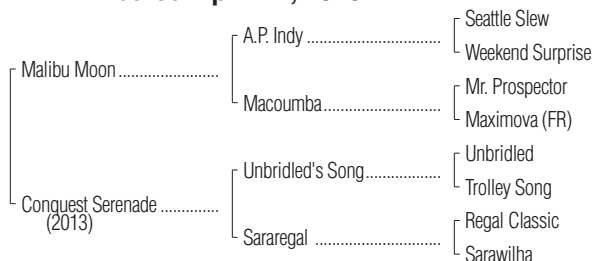 Seattle Slew
A.P. Indy
Weekend Surprise
Malibu Moon
Mr. Prospector
Macoumba
Maximova (FR)
Unbridled
Unbridled's Song
Trolley Song
Conquest Serenade
(2013)
Regal Classic
Sararegal
Sarawilha